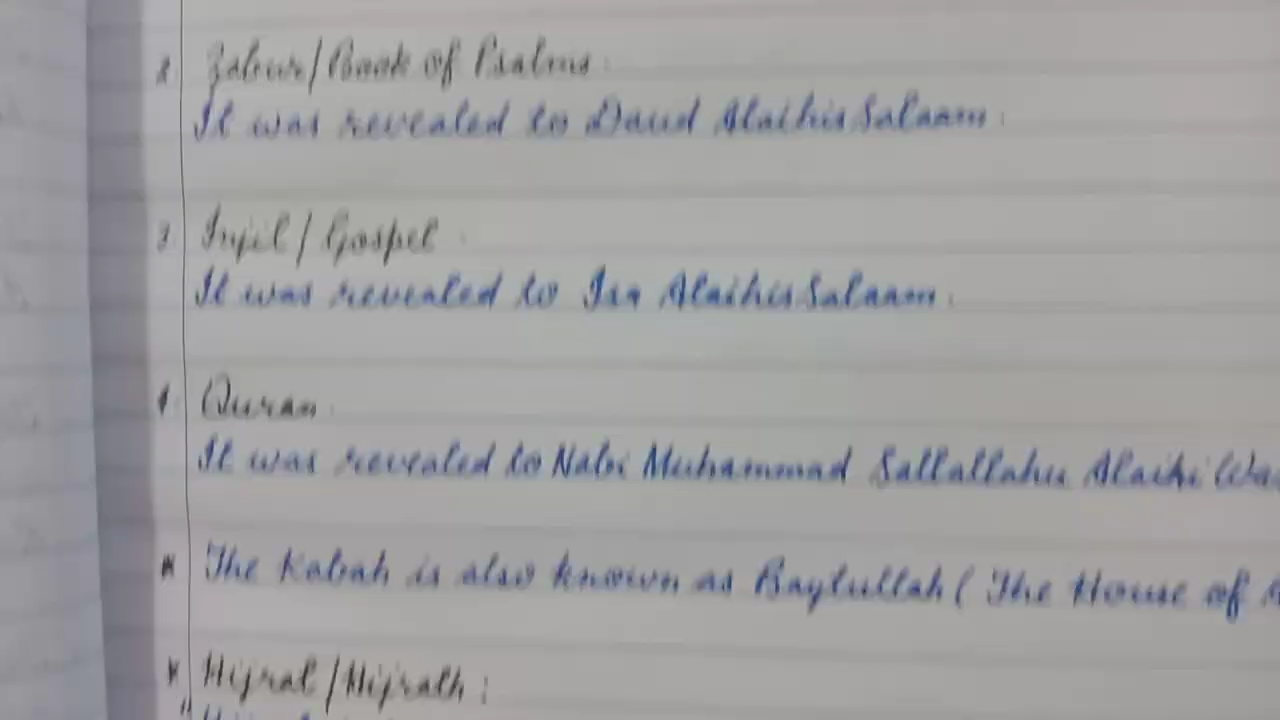 2. Zabur/Book of Psalms.
It was revealed to Daud Alaihis Salaam.
3. Injil/Gospel.
It was revealed to Isa Alaihis Salaam.
4. Quran.
It was revealed to Nabi Muhammad Sallallahu Alaihi Wa
* The Kabah is also known as Baytullah (The House of
* Hijrat/Hijrath: